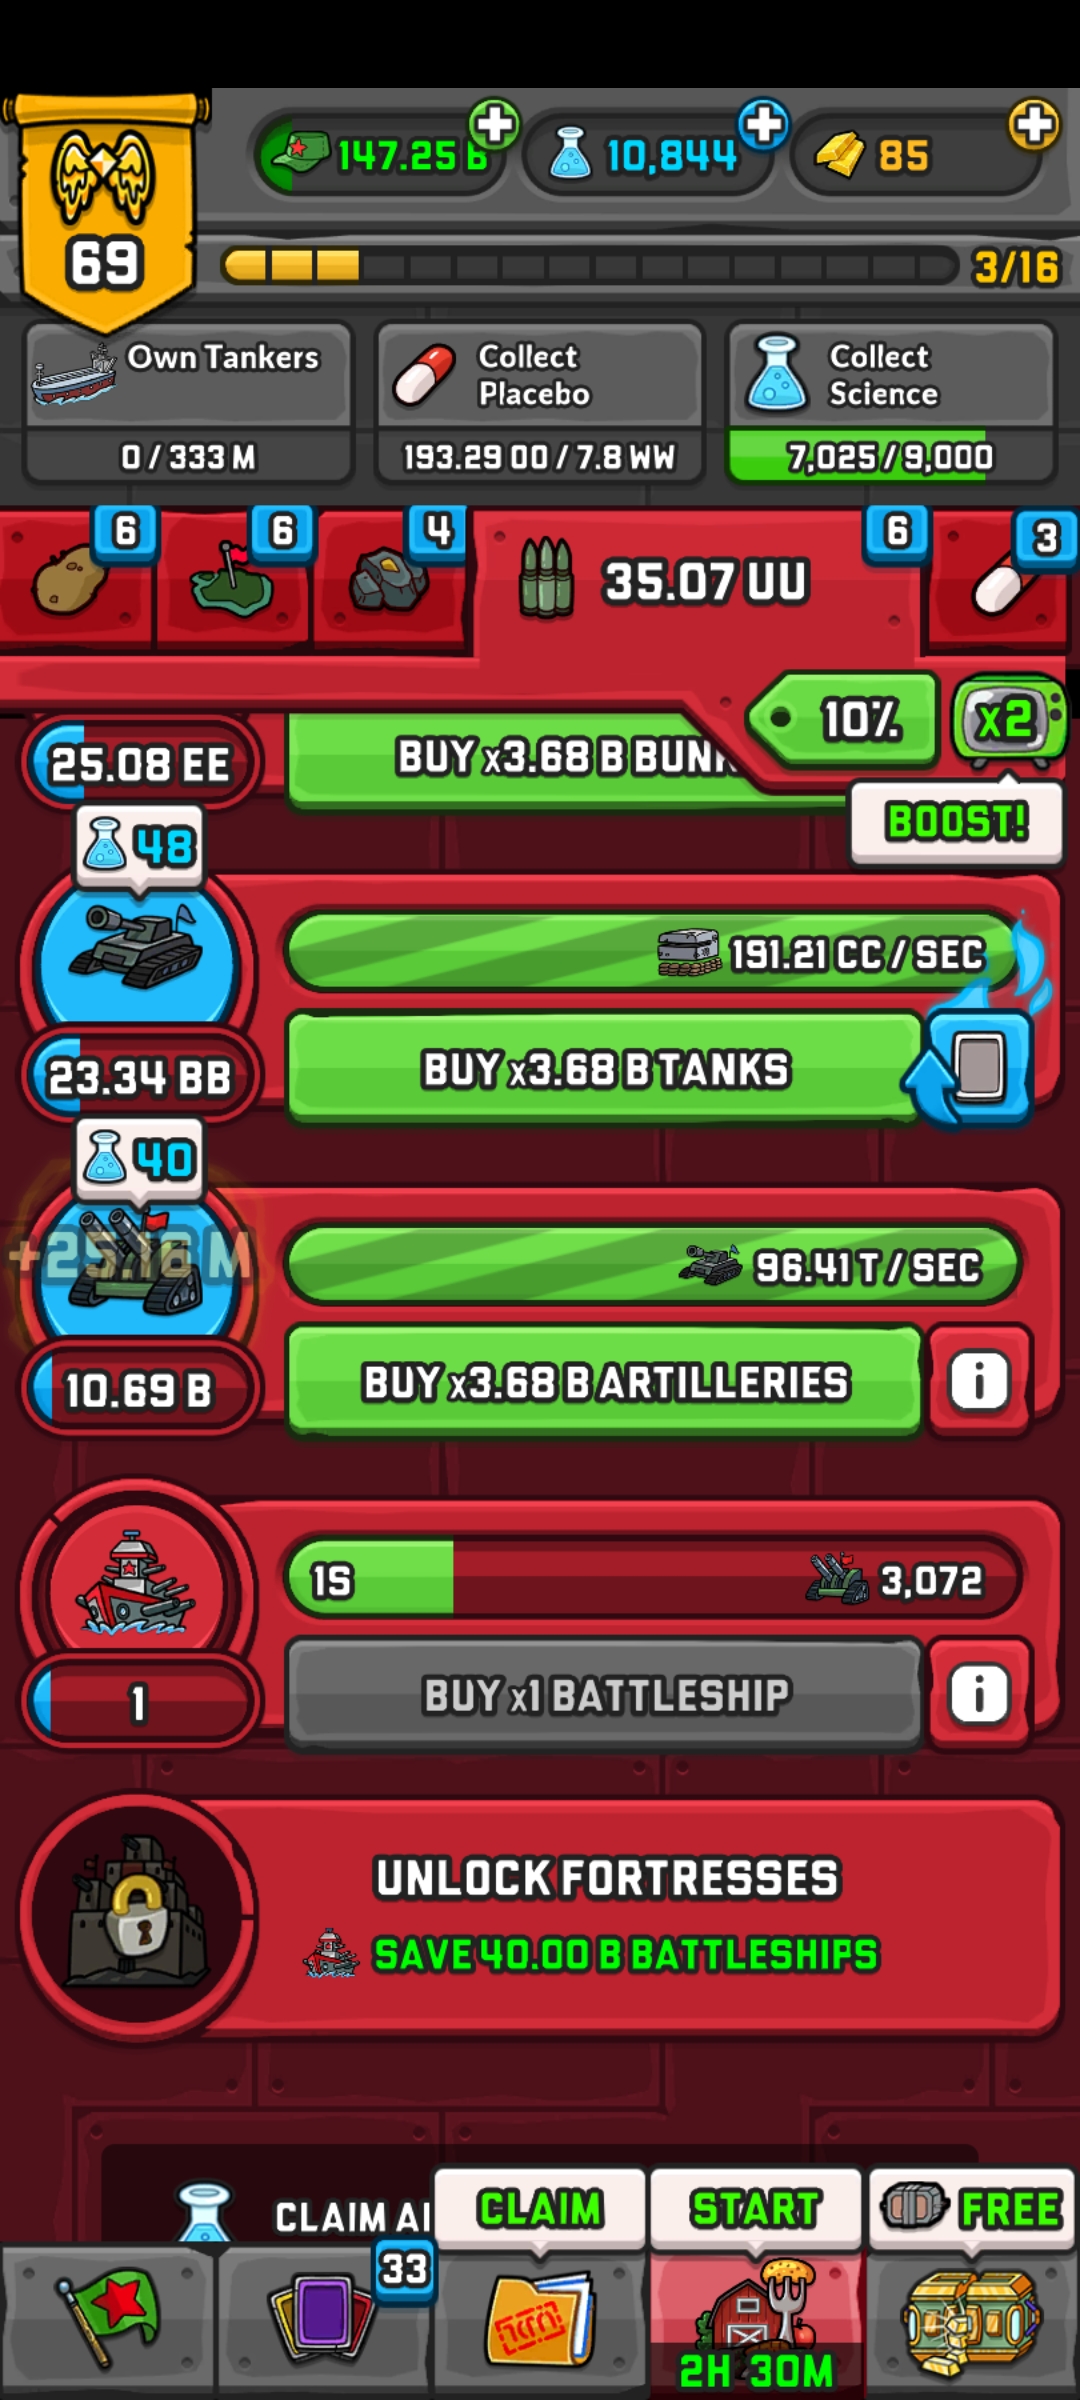 147.25 B
10,844
85
69
3/16
Own Tankers
0 / 333 M
Collect
Placebo
193.29 OO / 7.8 WW
Collect
Science
7,025 / 9,000
6
6
4
35.07 UU
6
3
10%
x2
BOOST!
25.08 EE
BUY x3.68 B
48
191.21 CC / SEC
23.34 BB
BUY x3.68 B TANKS
40
96.41 T / SEC
10.69 B
BUY x3.68 B ARTILLERIES
i
1S
3,072
1
BUY x1 BATTLESHIP
i
UNLOCK FORTRESSES
SAVE 40.00 B BATTLESHIPS
CLAIM
CLAIM
START
FREE
33
2H 30M